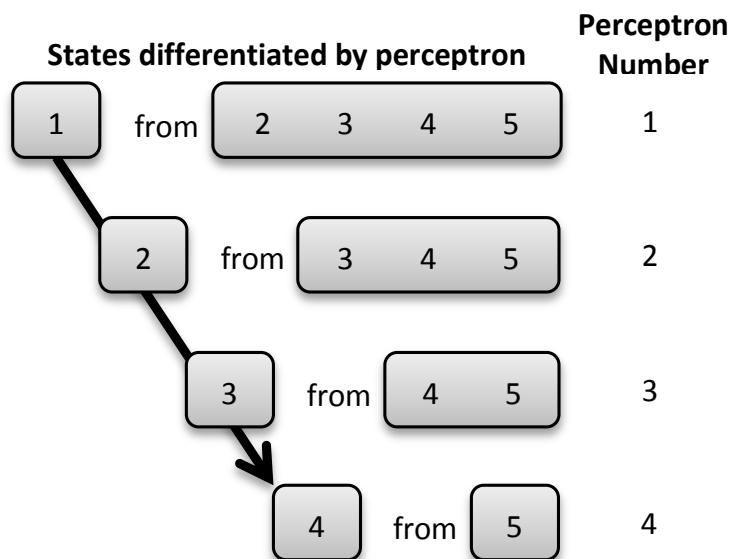 Perceptron
States differentiated by perceptron Number
1 from 2 3 4 5 1
2 from 3 4 5 2
3 from 4 5 3
4 from 5 4